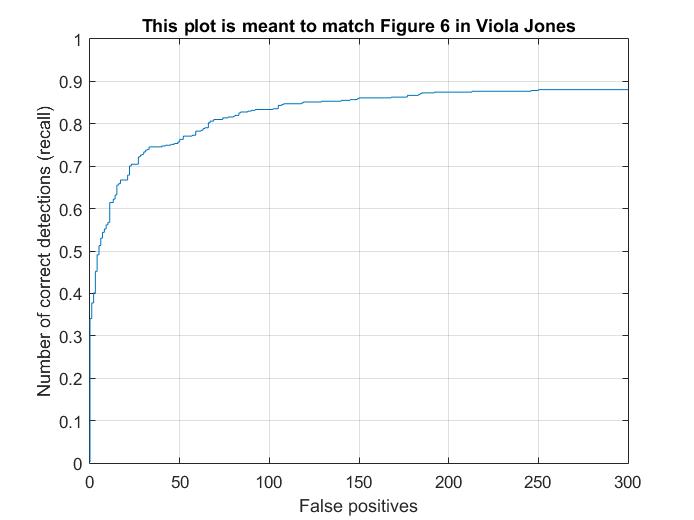 This plot is meant to match Figure 6 in Viola Jones
1
0.9
0.8
0.7
0.6
0.5
0.4
0.3
0.2
0.1
0
Number of correct detections (recall)
0 50 100 150 200 250 300
False positives